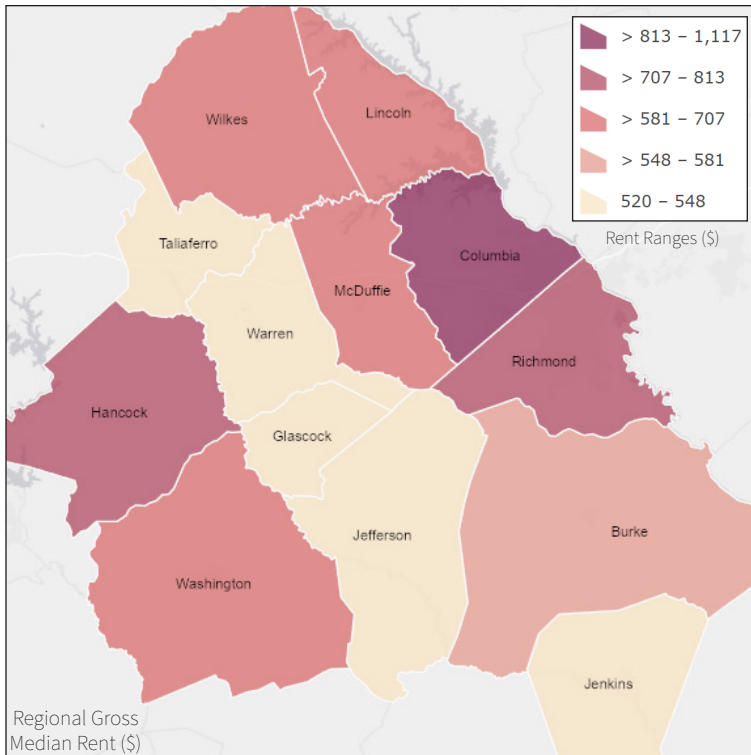 > 813 – 1,117
> 707 – 813
> 581 – 707
> 548 – 581
520 – 548
Rent Ranges ($)
Wilkes
Lincoln
Taliaferro
Columbia
McDuffie
Warren
Richmond
Hancock
Glascock
Jefferson
Burke
Washington
Jenkins
Regional Gross
Median Rent ($)